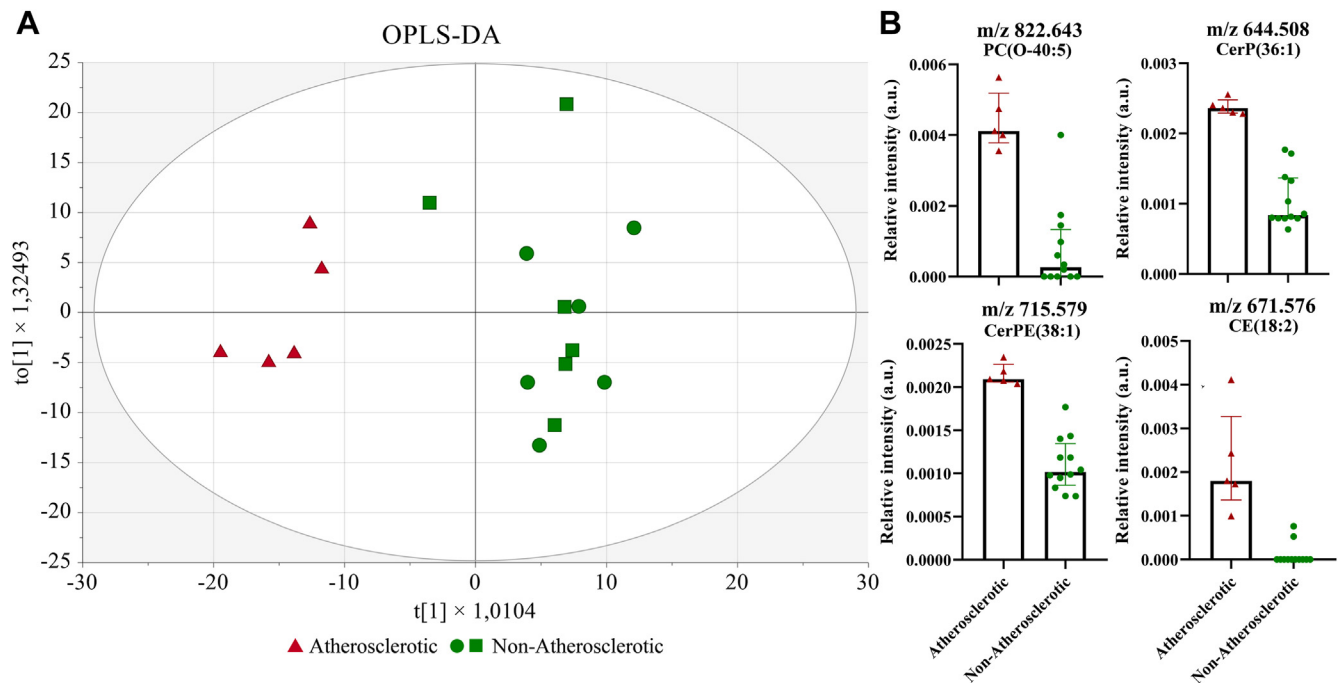 A
OPLS-DA
25
20
15
10
5
0
-5
-10
-15
-20
-25
-30
-20
-10
0
10
20
30
to[1] × 1,32493
t[1] × 1,0104
Atherosclerotic
Non-Atherosclerotic
B
m/z 822.643
PC(O-40:5)
Relative intensity (a.u.)
0.006
0.004
0.002
0.000
m/z 644.508
CerP(36:1)
Relative intensity (a.u.)
0.003
0.002
0.001
0.000
m/z 715.579
CerPE(38:1)
Relative intensity (a.u.)
0.0025
0.0020
0.0015
0.0010
0.0005
0.0000
Atherosclerotic
Non-Atherosclerotic
m/z 671.576
CE(18:2)
Relative intensity (a.u.)
0.005
0.004
0.003
0.002
0.001
0.000
Atherosclerotic
Non-Atherosclerotic